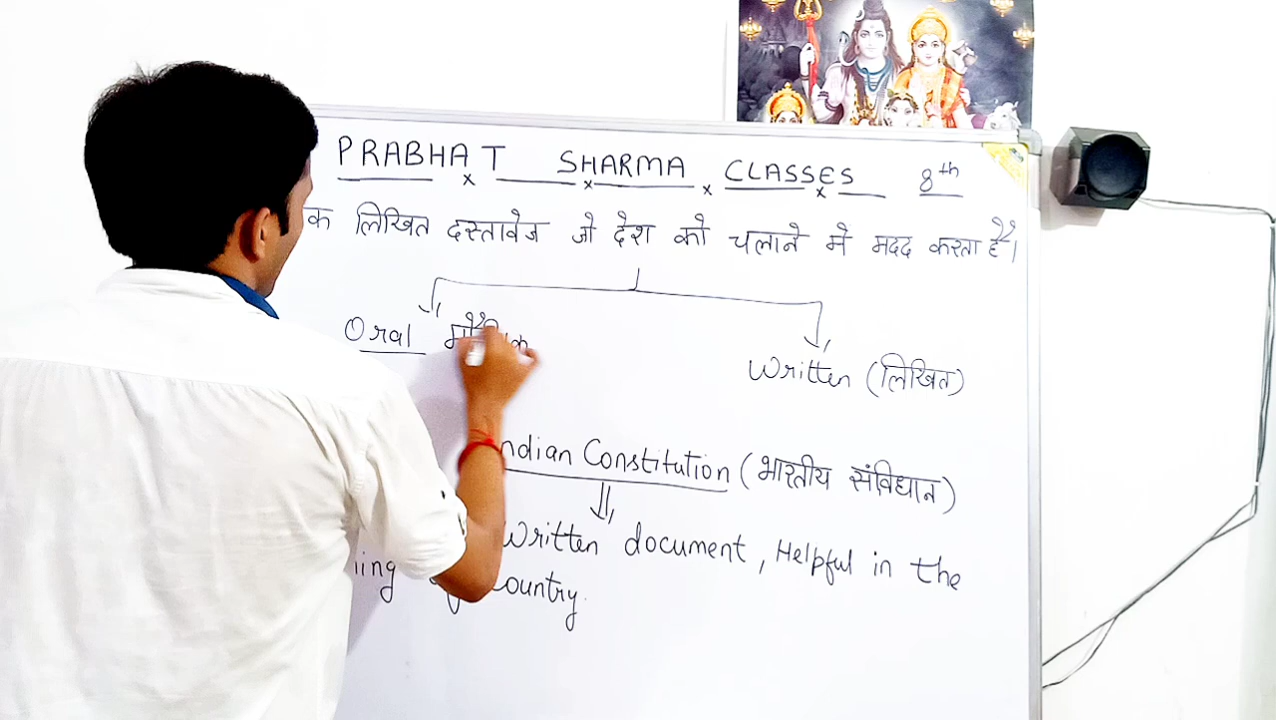 PRABHAT SHARMA CLASSES 8th
क लिखित दस्तावेज जो देश को चलाने मे मदद करता है।
Oral
Written (लिखित)
ndian Constitution (भारतीय संविधान)
Written document, Helpful in the
ountry.